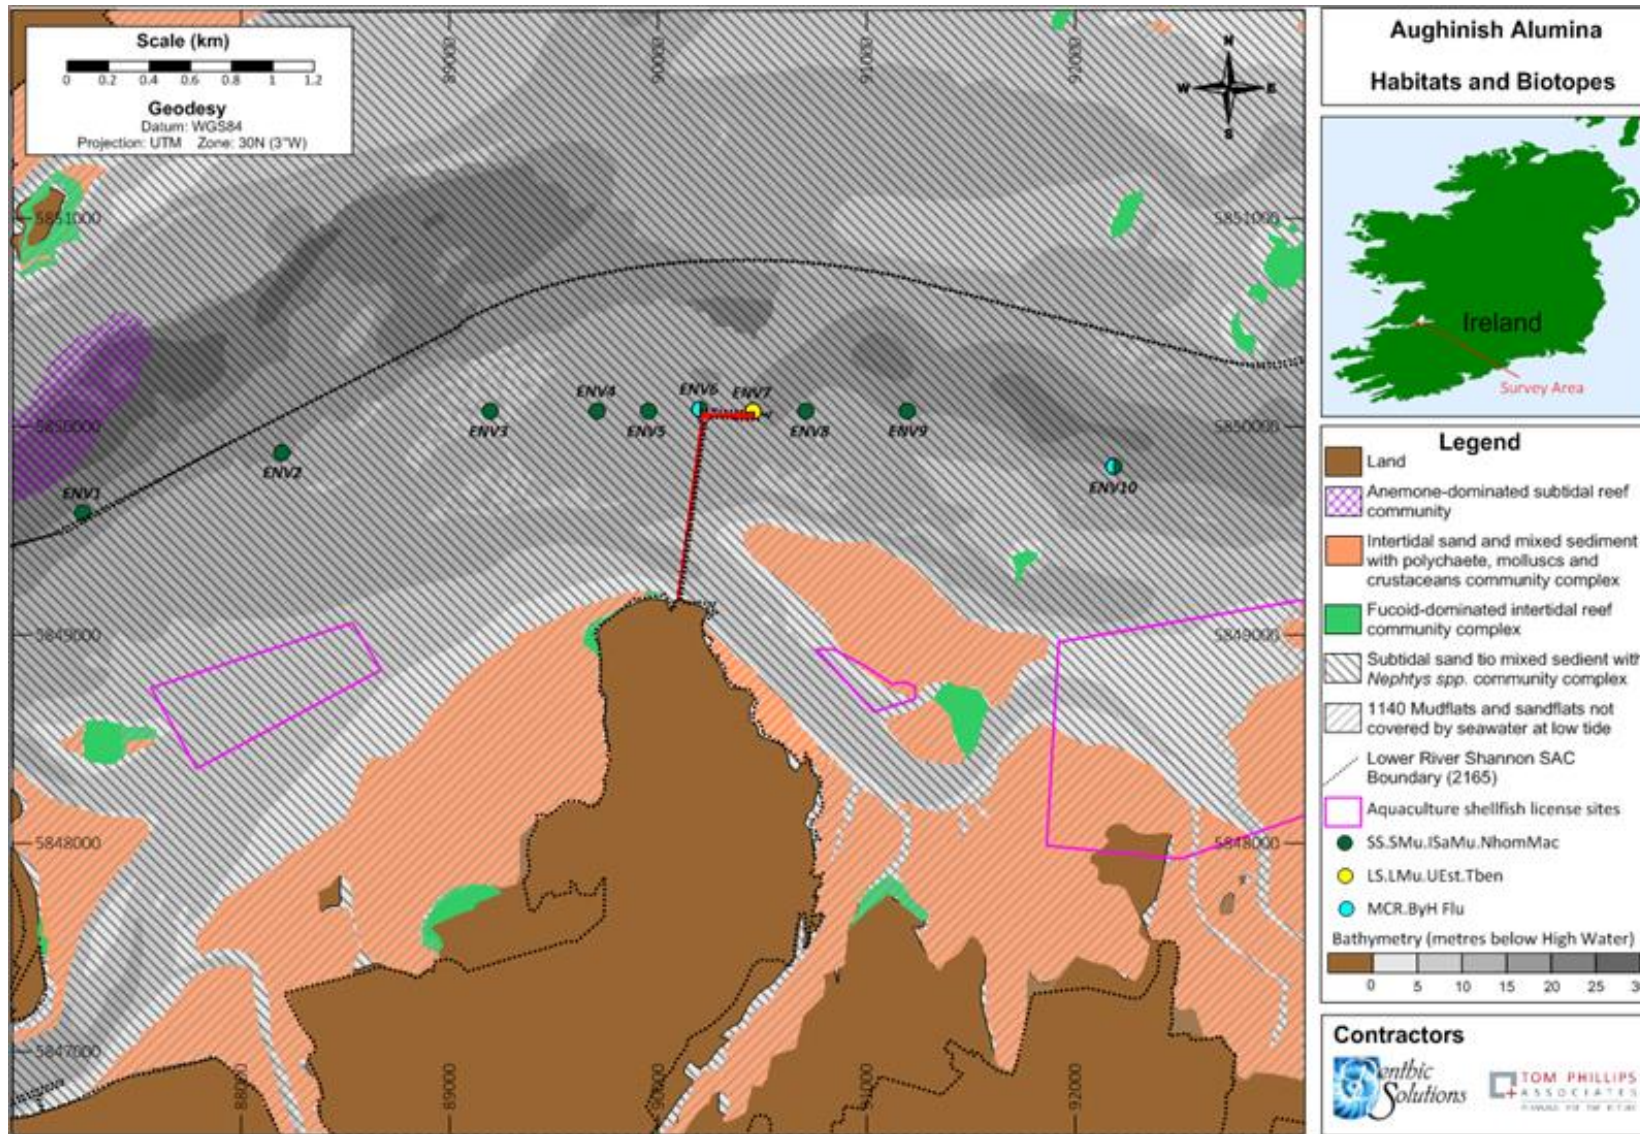 Scale (km)
0 0.2 0.4 0.6 0.8 1 1.2
Geodesy
Datum: WGS84
Projection: UTM Zone: 30N (3°W)
89000
90000
91000
92000
N
W E
S
5851000
5851000
ENV4
ENV6
ENV7
ENV3
ENV5
ENV8
ENV9
5850000
5850000
ENV2
ENV1
ENV10
5849000
5849000
5848000
5848000
5847000
88000
89000
90000
91000
92000
Aughinish Alumina
Habitats and Biotopes
Ireland
Survey Area
Legend
Land
Anemone-dominated subtidal reef
community
Intertidal sand and mixed sediment
with polychaete, molluscs and
crustaceans community complex
Fucoid-dominated intertidal reef
community complex
Subtidal sand tio mixed sedient with
Nephtys spp. community complex
1140 Mudflats and sandflats not
covered by seawater at low tide
Lower River Shannon SAC
Boundary (2165)
Aquaculture shellfish license sites
SS.SMu.ISaMu.NhomMac
LS.LMu.UEst.Tben
MCR.ByH Flu
Bathymetry (metres below High Water)
0 5 10 15 20 25
Contractors
Benthic
Solutions
TOM PHILLIPS
ASSOCIATES